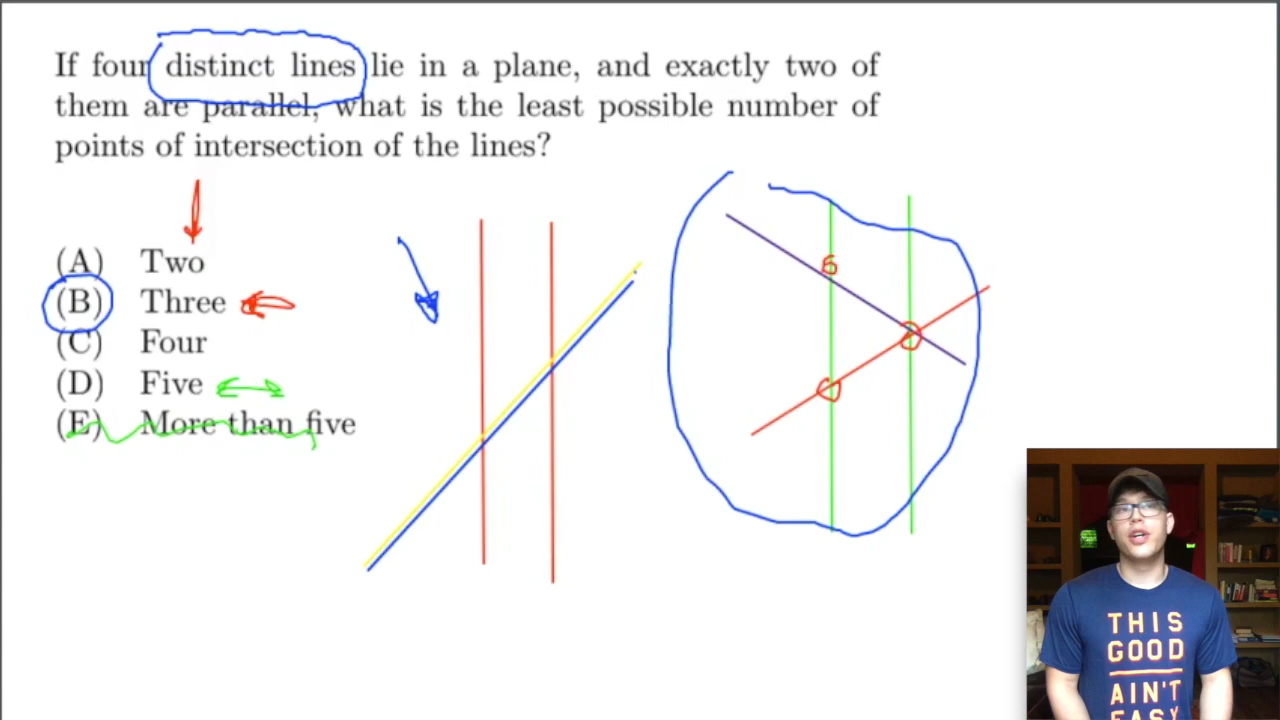 If four distinct lines lie in a plane, and exactly two of
them are parallel, what is the least possible number of
points of intersection of the lines?
(A) Two
(B) Three
(C) Four
(D) Five
(E) More than five
THIS
GOOD
AIN'T
EASY